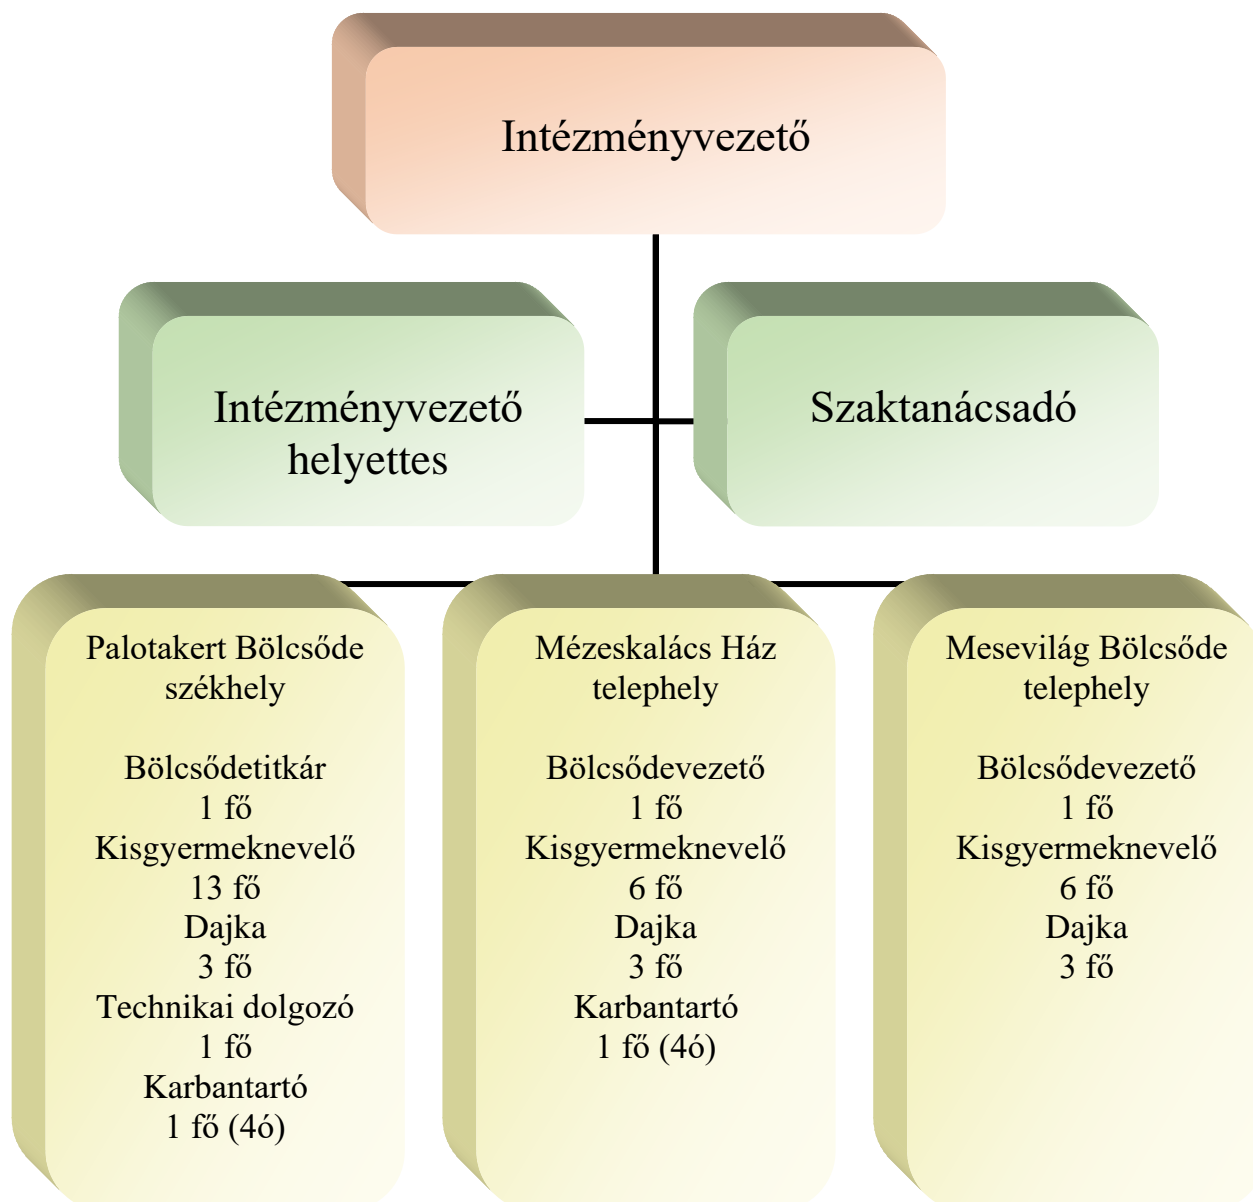 Intézményvezető
Intézményvezető
helyettes
Szaktanácsadó
Palotakert Bölcsőde
székhely
Bölcsődetitkár
1 fő
Kisgyermeknevelő
13 fő
Dajka
3 fő
Technikai dolgozó
1 fő
Karbantartó
1 fő (4ó)
Mézeskalács Ház
telephely
Bölcsődevezető
1 fő
Kisgyermeknevelő
6 fő
Dajka
3 fő
Karbantartó
1 fő (4ó)
Mesevilág Bölcsőde
telephely
Bölcsődevezető
1 fő
Kisgyermeknevelő
6 fő
Dajka
3 fő